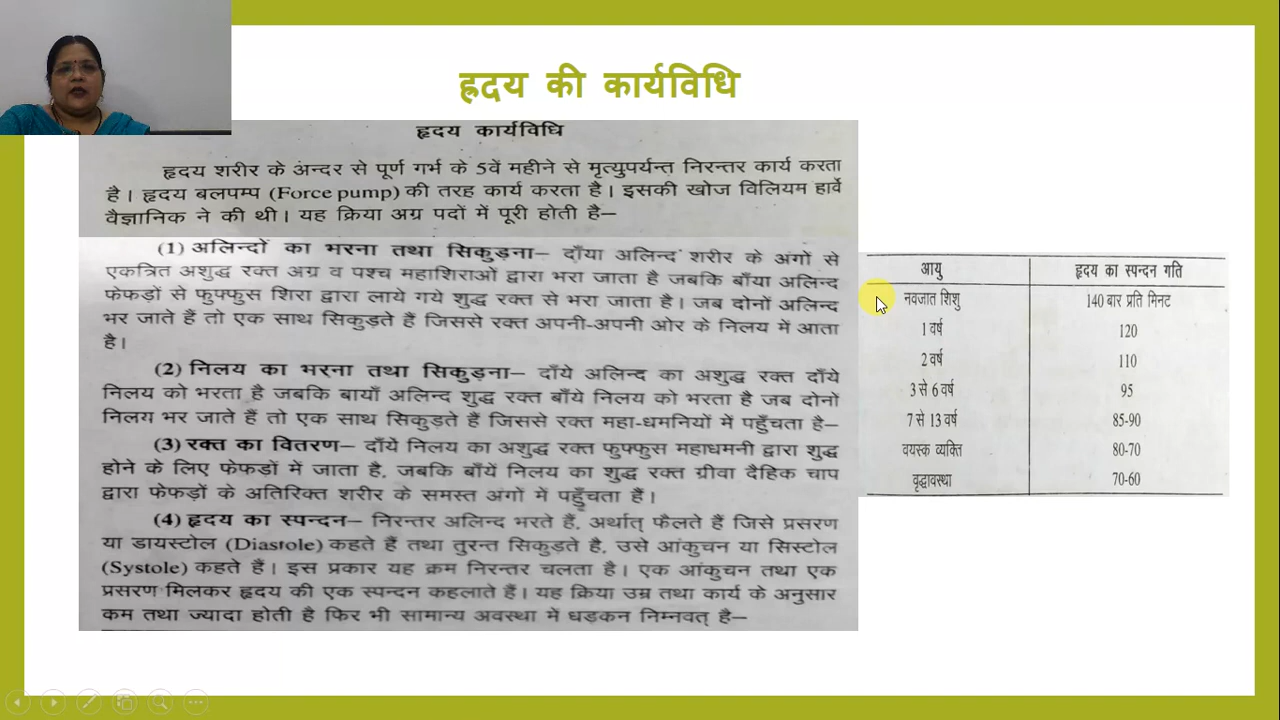 ह्रदय की कार्यविधि
हृदय कार्यविधि
हृदय शरीर के अन्दर से पूर्ण गर्भ के 5वें महीने से मृत्युपर्यन्त निरन्तर कार्य करता
है। हृदय बलपम्प (Force pump) की तरह कार्य करता है। इसकी खोज विलियम हार्वे
वैज्ञानिक ने की थी। यह क्रिया अग्र पदों में पूरी होती है–
(1) अलिन्दों का भरना तथा सिकुड़ना– दाँया अलिन्द शरीर के अंगों से
एकत्रित अशुद्ध रक्त अग्र व पश्च महाशिराओं द्वारा भरा जाता है जबकि बाँया अलिन्द
फेफड़ों से फुफ्फुस शिरा द्वारा लाये गये शुद्ध रक्त से भरा जाता है। जब दोनों अलिन्द
भर जाते हैं तो एक साथ सिकुड़ते हैं जिससे रक्त अपनी-अपनी ओर के निलय में आता
है।
(2) निलय का भरना तथा सिकुड़ना– दाँये अलिन्द का अशुद्ध रक्त दाँये
निलय को भरता है जबकि बायाँ अलिन्द शुद्ध रक्त बाँये निलय को भरता है जब दोनों
निलय भर जाते हैं तो एक साथ सिकुड़ते हैं जिससे रक्त महा-धमनियों में पहुँचता है–
(3) रक्त का वितरण– दाँये निलय का अशुद्ध रक्त फुफ्फुस महाधमनी द्वारा शुद्ध
होने के लिए फेफडों में जाता है, जबकि बाँयें निलय का शुद्ध रक्त ग्रीवा दैहिक चाप
द्वारा फेफड़ों के अतिरिक्त शरीर के समस्त अंगों में पहुँचता हैं।
(4) हृदय का स्पन्दन– निरन्तर अलिन्द भरते हैं, अर्थात् फैलते हैं जिसे प्रसरण
या डायस्टोल (Diastole) कहते हैं तथा तुरन्त सिकुड़ते है, उसे आंकुचन या सिस्टोल
(Systole) कहते हैं। इस प्रकार यह क्रम निरन्तर चलता है। एक आंकुचन तथा एक
प्रसरण मिलकर हृदय की एक स्पन्दन कहलाते हैं। यह क्रिया उम्र तथा कार्य के अनुसार
कम तथा ज्यादा होती है फिर भी सामान्य अवस्था में धड़कन निम्नवत् है–
आयु हृदय का स्पन्दन गति
नवजात शिशु 140 बार प्रति मिनट
1 वर्ष 120
2 वर्ष 110
3 से 6 वर्ष 95
7 से 13 वर्ष 85-90
वयस्क व्यक्ति 80-70
वृद्धावस्था 70-60